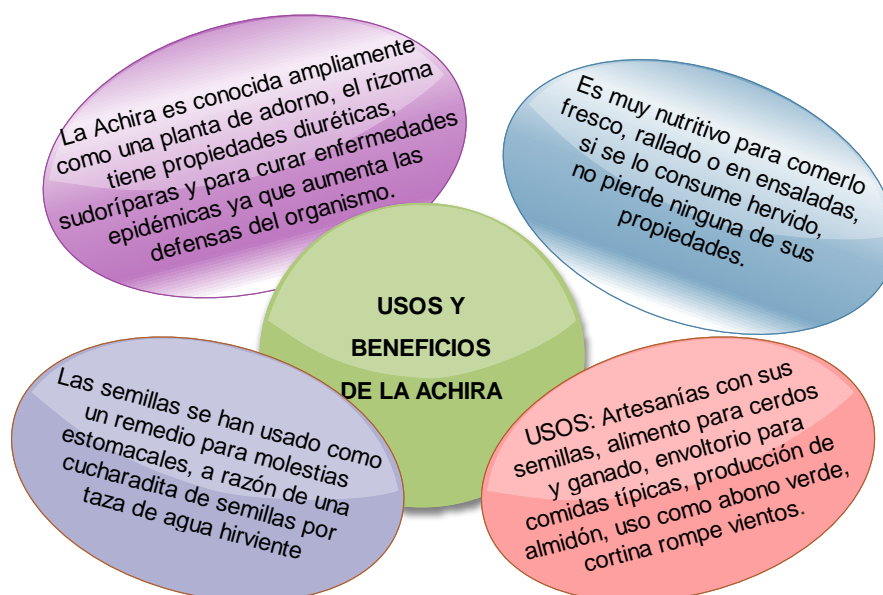 La Achira es conocida ampliamente
como una planta de adorno, el rizoma
tiene propiedades diuréticas,
sudoríparas y para curar enfermedades
epidémicas ya que aumenta las
defensas del organismo.
Es muy nutritivo para comerlo
fresco, rallado o en ensaladas,
si se lo consume hervido,
no pierde ninguna de sus
propiedades.
USOS Y
BENEFICIOS
DE LA ACHIRA
Las semillas se han usado como
un remedio para molestias
estomacales, a razón de una
cucharadita de semillas por
taza de agua hirviente
USOS: Artesanías con sus
semillas, alimento para cerdos
y ganado, envoltorio para
comidas típicas, producción de
almidón, uso como abono verde,
cortina rompe vientos.